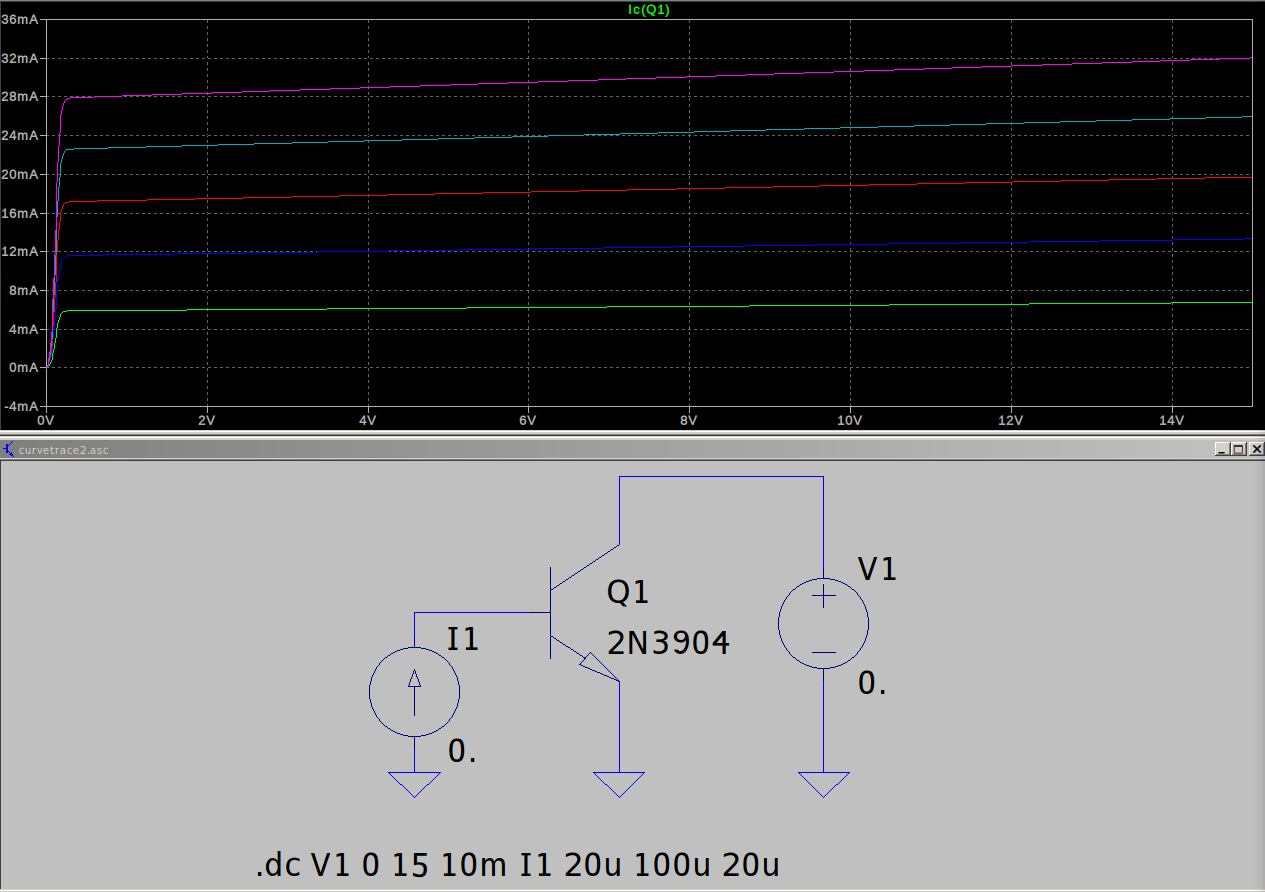 Ic(Q1)
36mA
32mA
28mA
24mA
20mA
16mA
12mA
8mA
4mA
0mA
-4mA
0V 2V 4V 6V 8V 10V 12V 14V
curvetrace2.asc
V1
Q1
I1
2N3904
0.
0.
.dc V1 0 15 10m I1 20u 100u 20u